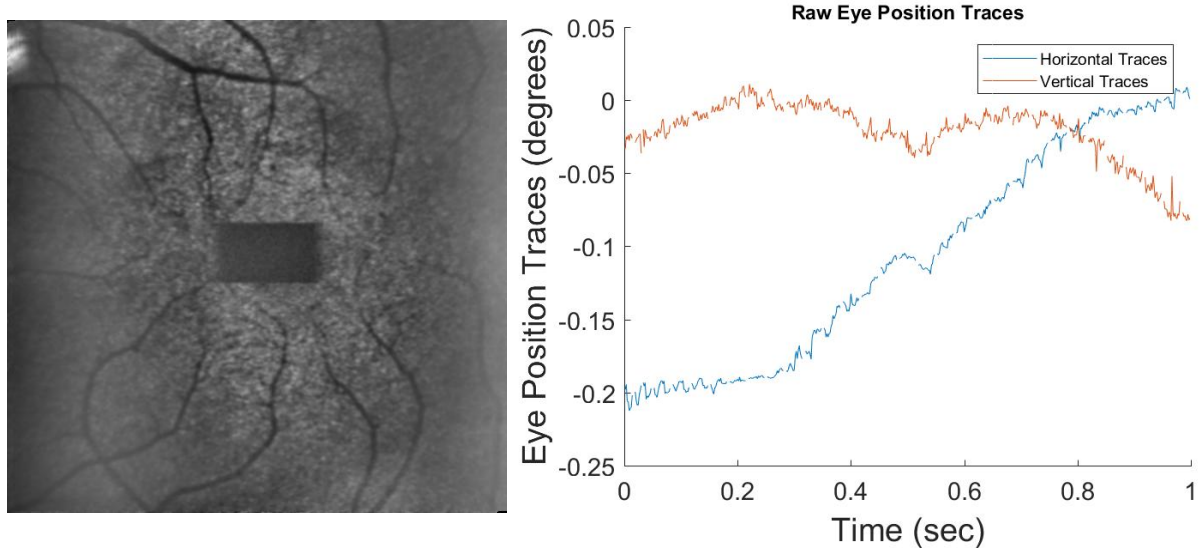 Raw Eye Position Traces
Eye Position Traces (degrees)
0.05
0
-0.05
-0.1
-0.15
-0.2
-0.25
Horizontal Traces
Vertical Traces
0 0.2 0.4 0.6 0.8 1
Time (sec)